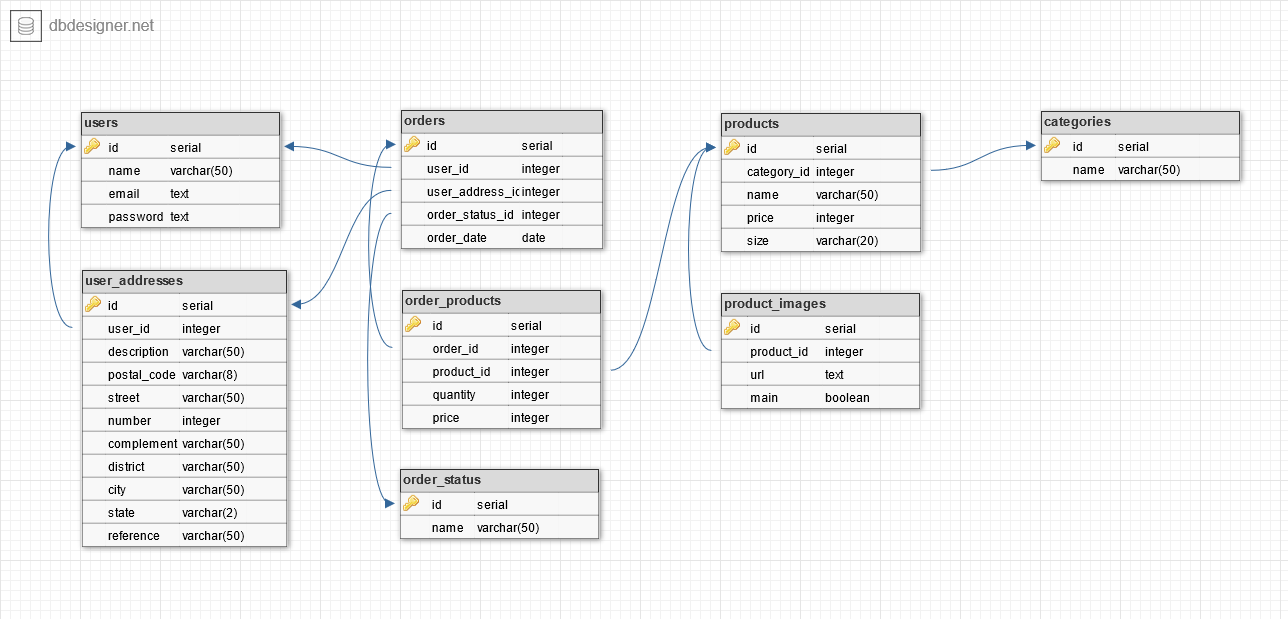 dbdesigner.net
users
id serial
name varchar(50)
email text
password text
user_addresses
id serial
user_id integer
description varchar(50)
postal_code varchar(8)
street varchar(50)
number integer
complement varchar(50)
district varchar(50)
city varchar(50)
state varchar(2)
reference varchar(50)
orders
id serial
user_id integer
user_address_id integer
order_status_id integer
order_date date
order_products
id serial
order_id integer
product_id integer
quantity integer
price integer
order_status
id serial
name varchar(50)
products
id serial
category_id integer
name varchar(50)
price integer
size varchar(20)
product_images
id serial
product_id integer
url text
main boolean
categories
id serial
name varchar(50)